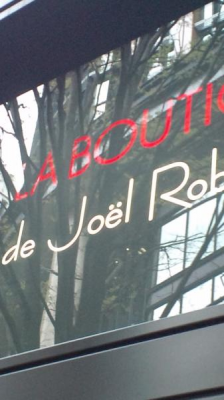 LA BOUTI
de Joël Rob